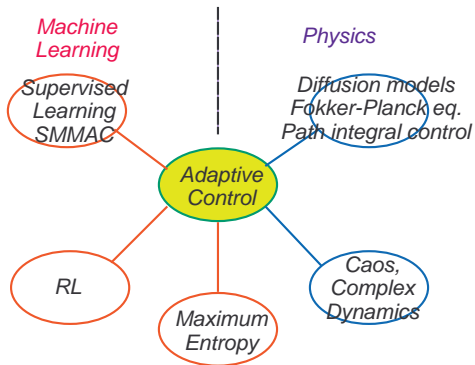 Machine
Learning
Physics
Supervised
Learning
SMMAC
Diffusion models
Fokker-Planck eq.
Path integral control
Adaptive
Control
RL
Maximum
Entropy
Caos,
Complex
Dynamics